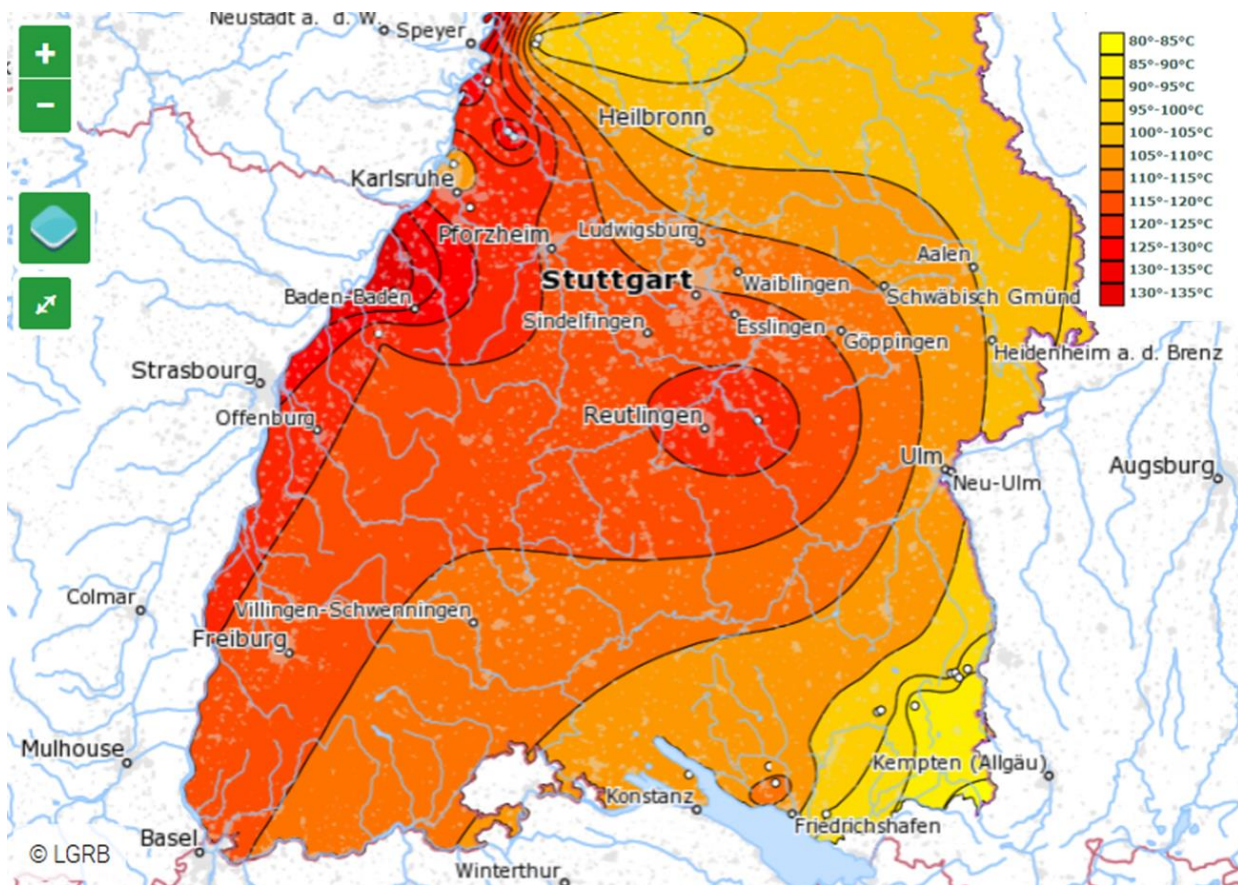 Neustadt a. d. W.
Speyer
+
−
80°-85°C
85°-90°C
90°-95°C
95°-100°C
100°-105°C
105°-110°C
110°-115°C
115°-120°C
120°-125°C
125°-130°C
130°-135°C
130°-135°C
Heilbronn
Karlsruhe
Pforzheim
Ludwigsburg
Aalen
Stuttgart
Waiblingen
Baden-Baden
Schwäbisch Gmünd
Sindelfingen
Esslingen
Göppingen
Heidenheim a. d. Brenz
Strasbourg
Offenburg
Reutlingen
Ulm
Neu-Ulm
Augsburg
Colmar
Villingen-Schwenningen
Freiburg
Mulhouse
Kempten (Allgäu)
Konstanz
Friedrichshafen
Basel
© LGRB
Winterthur